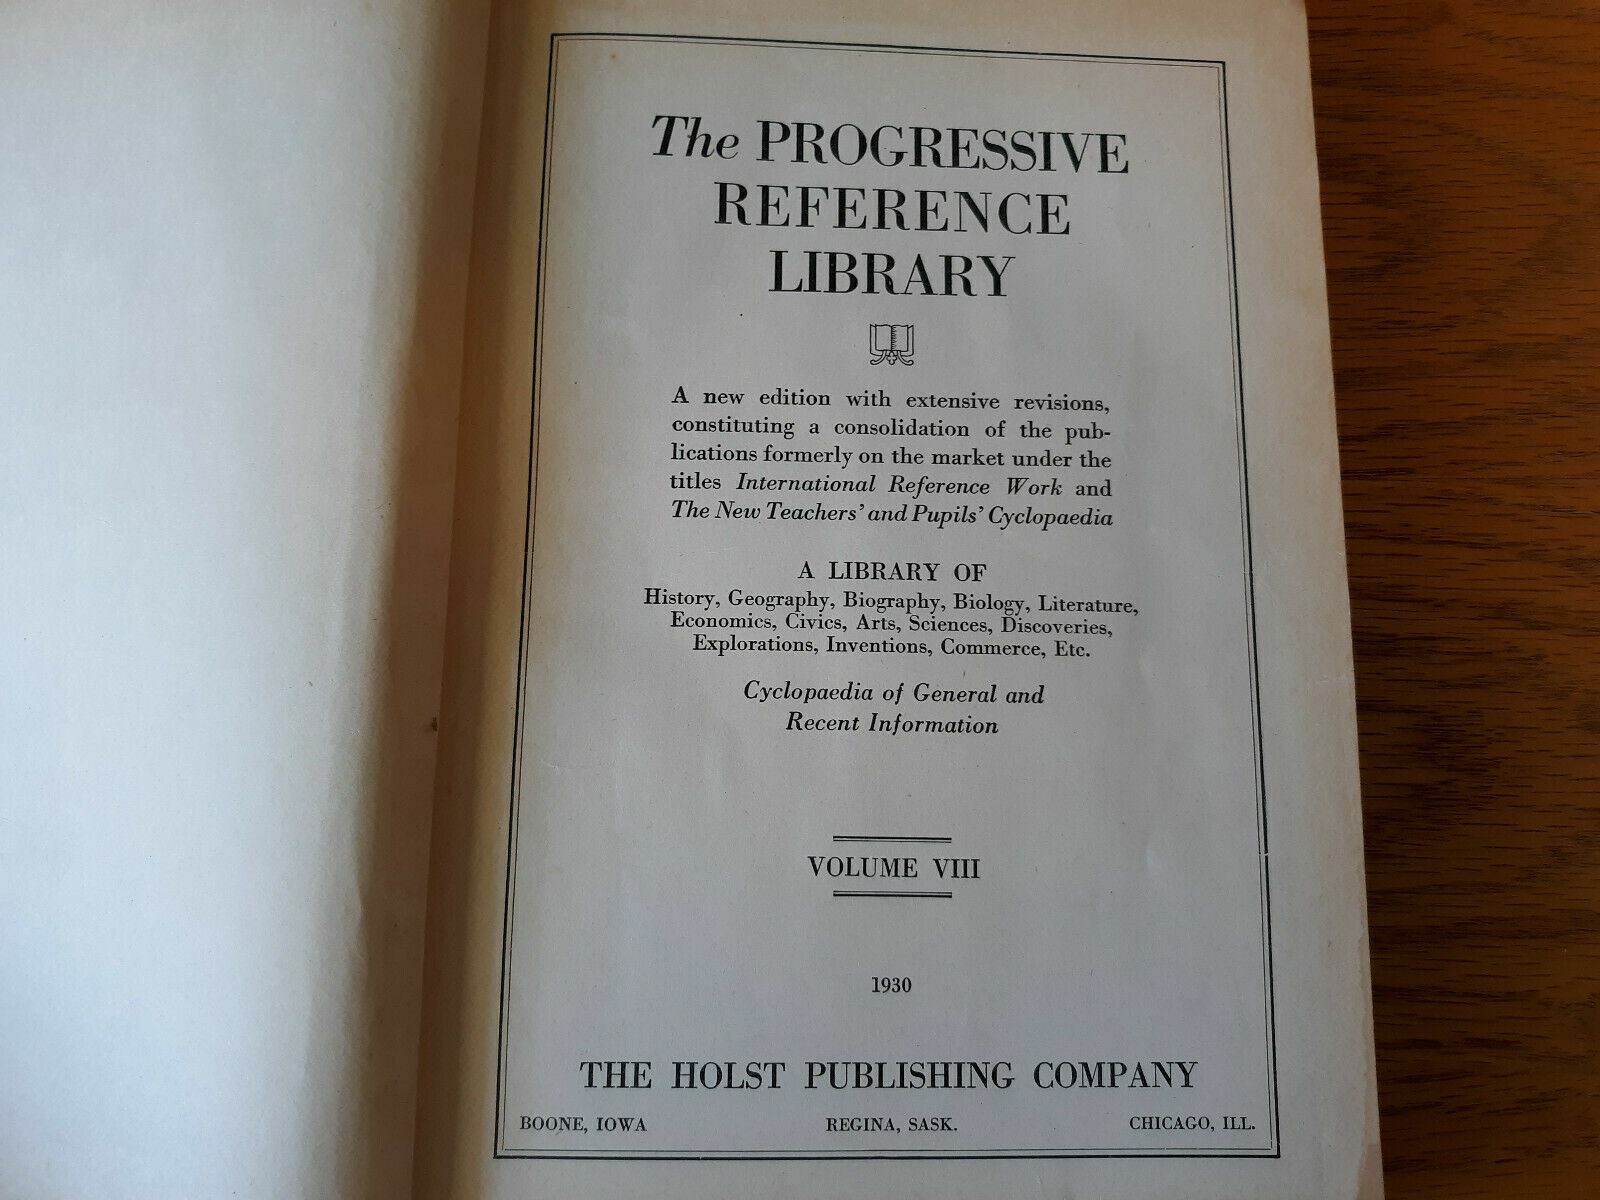 The PROGRESSIVE
REFERENCE
LIBRARY
A new edition with extensive revisions,
constituting a consolidation of the pub-
lications formerly on the market under the
titles International Reference Work and
The New Teachers' and Pupils' Cyclopaedia
A LIBRARY OF
History, Geography, Biography, Biology, Literature,
Economics, Civics, Arts, Sciences, Discoveries,
Explorations, Inventions, Commerce, Etc.
Cyclopaedia of General and
Recent Information
VOLUME VIII
1930
THE HOLST PUBLISHING COMPANY
BOONE, IOWA REGINA, SASK. CHICAGO, ILL.